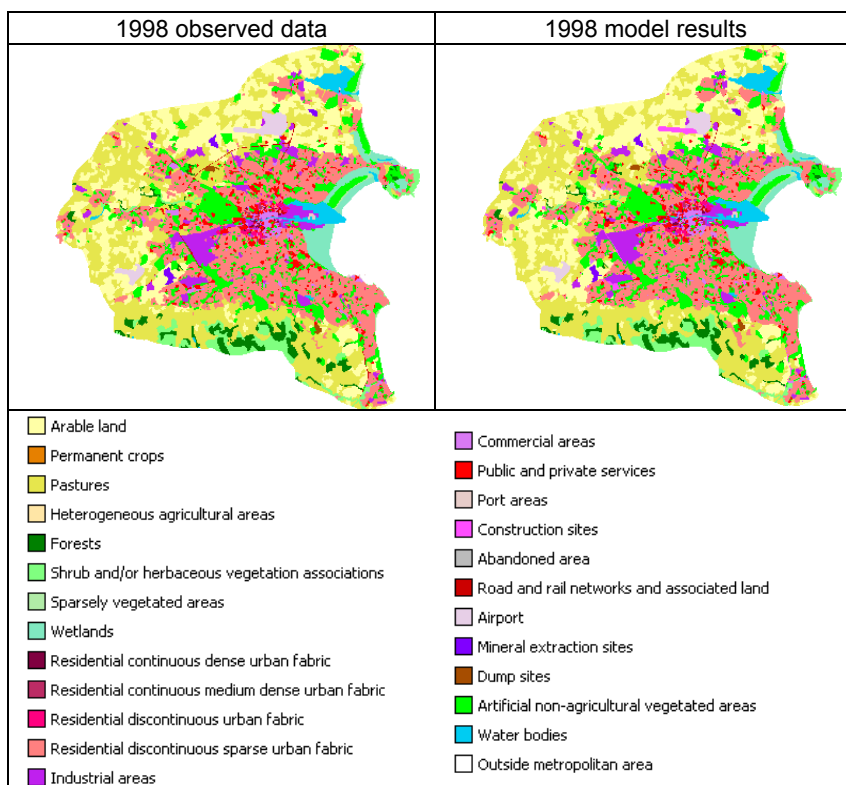 1998 observed data
1998 model results
Arable land
Permanent crops
Pastures
Heterogeneous agricultural areas
Forests
Shrub and/or herbaceous vegetation associations
Sparsely vegetated areas
Wetlands
Residential continuous dense urban fabric
Residential continuous medium dense urban fabric
Residential discontinuous urban fabric
Residential discontinuous sparse urban fabric
Industrial areas
Commercial areas
Public and private services
Port areas
Construction sites
Abandoned area
Road and rail networks and associated land
Airport
Mineral extraction sites
Dump sites
Artificial non-agricultural vegetated areas
Water bodies
Outside metropolitan area